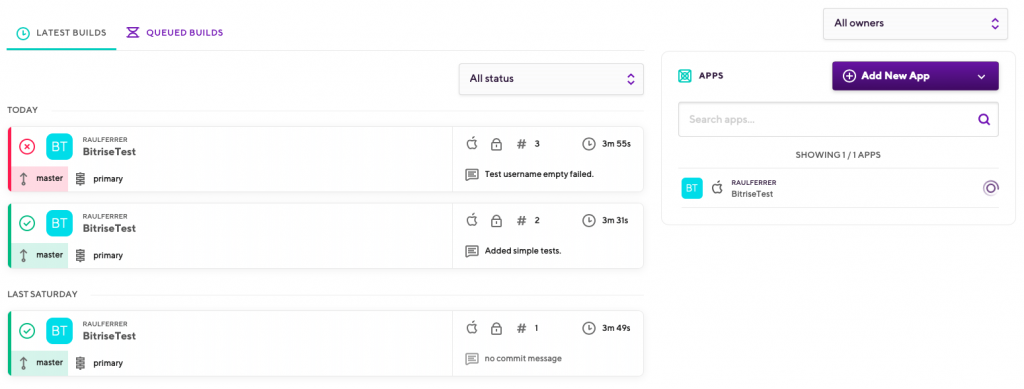 LATEST BUILDS QUEUED BUILDS
All owners
All status
APPS
Add New App
Search apps...
SHOWING 1 / 1 APPS
BT RAULFERRER
BitriseTest
TODAY
BT RAULFERRER
BitriseTest
# 3 3m 55s
master primary
Test username empty failed.
BT RAULFERRER
BitriseTest
# 2 3m 31s
master primary
Added simple tests.
LAST SATURDAY
BT RAULFERRER
BitriseTest
# 1 3m 49s
master primary
no commit message